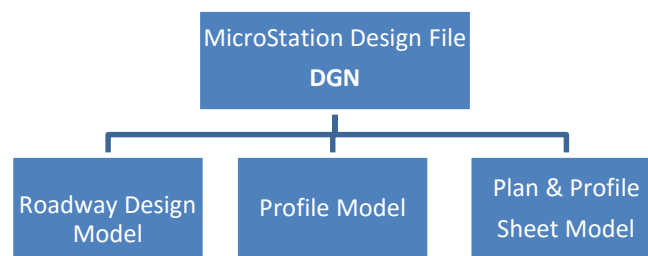 MicroStation Design File
DGN
Roadway Design
Model
Profile Model
Plan & Profile
Sheet Model